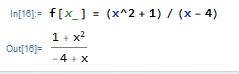 In[16]:= f[x_] = (x^2 + 1) / (x - 4)
Out[16]= 
1 + x²
-4 + x